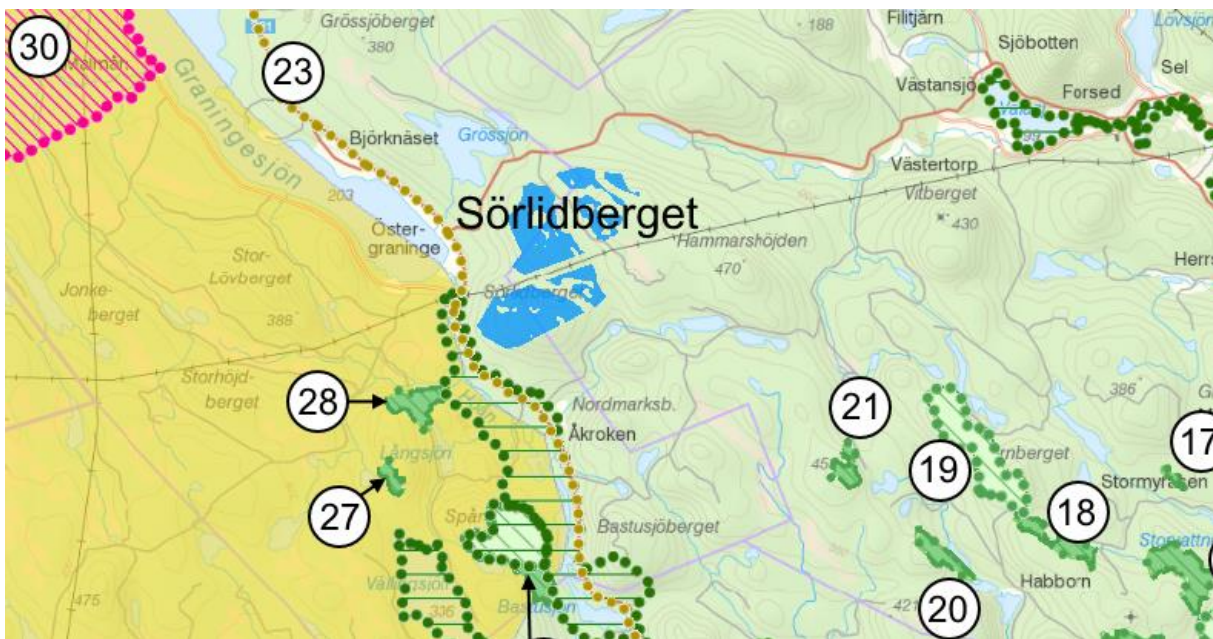 30
Grössjöberget
380
188
Filitjärn
Lövsjön
Sjöbotten
23
Västansjö
Forsed
Sel
Graningesjön
Björknäset
Grössjön
Västertorp
Vitberget
430
203
Sörlidberget
Öster-
graninge
Hammarshöjden
470
Stor-
Lövberget
Sörlidberget
Jonke-
berget
388
Storhöjd-
berget
28
Nordmarksb.
Åkroken
21
386
Långsjön
19
17
Stormyråsen
27
18
Bastusjöberget
Habborn
475
336
Bastusjön
421
20